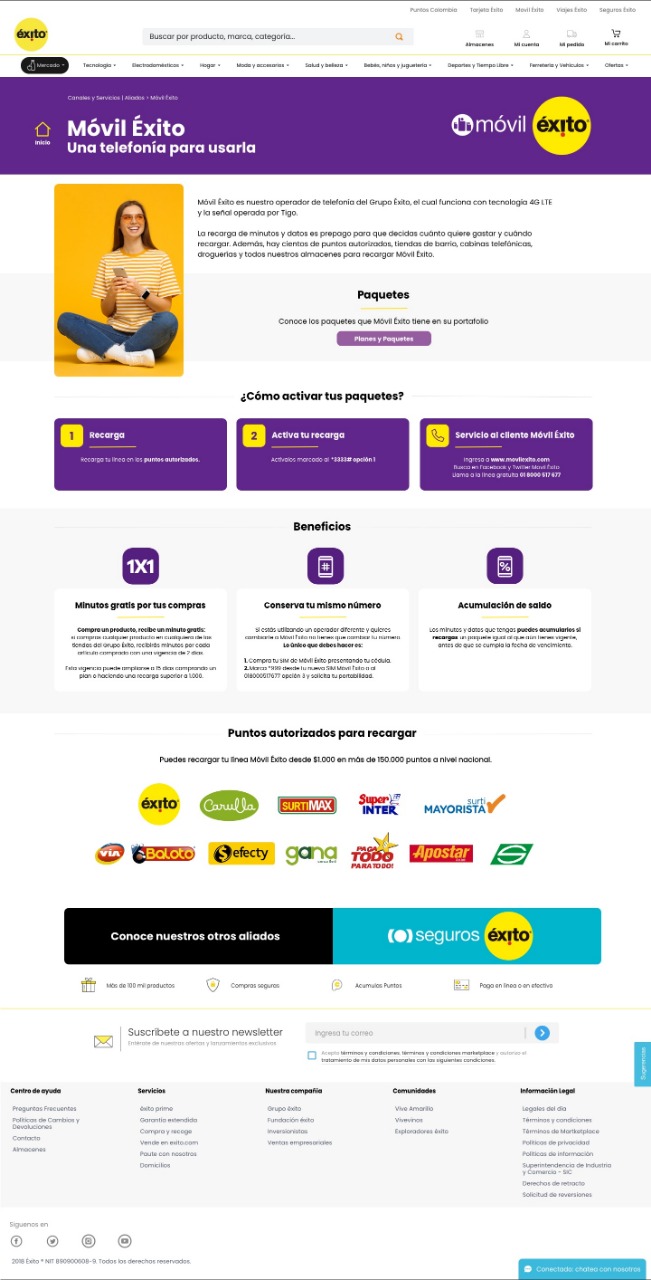 Puntos Colombia Tarjeta Éxito Movil Éxito Viajes Éxito Seguros Éxito
éxito
Buscar por producto, marca, categoría...
Almacenes Mi cuenta Mi pedido Mi carrito
Mercado Tecnología Electrodomésticos Hogar Moda y accesorios Salud y belleza Bebés, niños y juguetería Deportes y Tiempo Libre Ferretería y Vehículos Ofertas
Canales y Servicios | Aliados > Móvil Éxito
Inicio
Móvil Éxito
Una telefonía para usarla
móvil éxito
Móvil Éxito es nuestro operador de telefonía del Grupo Éxito, el cual funciona con tecnología 4G LTE
y la señal operada por Tigo.
La recarga de minutos y datos es prepago para que decidas cuánto quiere gastar y cuándo
recargar. Además, hay cientos de puntos autorizados, tiendas de barrio, cabinas telefónicas,
droguerías y todos nuestros almacenes para recargar Móvil Éxito.
Paquetes
Conoce los paquetes que Móvil Éxito tiene en su portafolio
Planes y Paquetes
¿Cómo activar tus paquetes?
1 Recarga
Recarga tu línea en los puntos autorizados.
2 Activa tu recarga
Actívalos marcado al *3333# opción 1
Servicio al cliente Móvil Éxito
Ingresa a www.movilexito.com
Busca en Facebook y Twitter Móvil Éxito
Llama a la línea gratuita 01 8000 517 677
Beneficios
1X1
#
%
Minutos gratis por tus compras
Compra un producto, recibe un minuto gratis:
si compras cualquier producto en cualquiera de las
tiendas del Grupo Éxito, recibirás minutos por cada
artículo comprado con una vigencia de 2 días.
Esta vigencia puede ampliarse a 15 días comprando un
plan o haciendo una recarga superior a 1.000.
Conserva tu mismo número
Si estás utilizando un operador diferente y quieres
cambiarte a Móvil Éxito no tienes que cambiar tu número.
Lo único que debes hacer es:
1. Compra tu SIM de Móvil Éxito presentando tu cédula.
2. Marca *989 desde tu nueva SIM Móvil Éxito o al
018000517677 opción 3 y solicita tu portabilidad.
Acumulación de saldo
Los minutos y datos que tengas puedes acumularlos si
recargas un paquete igual al que aún tienes vigente,
antes de que se cumpla la fecha de vencimiento.
Puntos autorizados para recargar
Puedes recargar tu línea Móvil Éxito desde $1.000 en más de 150.000 puntos a nivel nacional.
éxito Carulla SURTIMAX Super INTER surti MAYORISTA
VIA Baloto Efecty gana PAGA TODO PARA TODO! Apostar S
Conoce nuestros otros aliados
seguros éxito
Más de 100 mil productos Compras seguras Acumulas Puntos Paga en línea o en efectivo
Suscríbete a nuestro newsletter
Entérate de nuestras ofertas y lanzamientos exclusivos.
Ingresa tu correo
Acepto términos y condiciones, términos y condiciones marketplace y autorizo el
tratamiento de mis datos personales con las siguientes condiciones.
Sugerencias
Centro de ayuda
Preguntas Frecuentes
Políticas de Cambios y
Devoluciones
Contacto
Almacenes
Servicios
éxito prime
Garantía extendida
Compra y recoge
Vende en exito.com
Paute con nosotros
Domicilios
Nuestra compañía
Grupo éxito
Fundación éxito
Inversionistas
Ventas empresariales
Comunidades
Vive Amarillo
Vivevinos
Exploradores éxito
Información Legal
Legales del día
Términos y condiciones
Términos de Martketplace
Políticas de privacidad
Políticas de información
Superintendencia de Industria
y Comercio - SIC
Derechos de retracto
Solicitud de reversiones
Síguenos en
2018 Éxito ® NIT 890900608-9. Todos los derechos reservados.
Conectado: chatea con nosotros